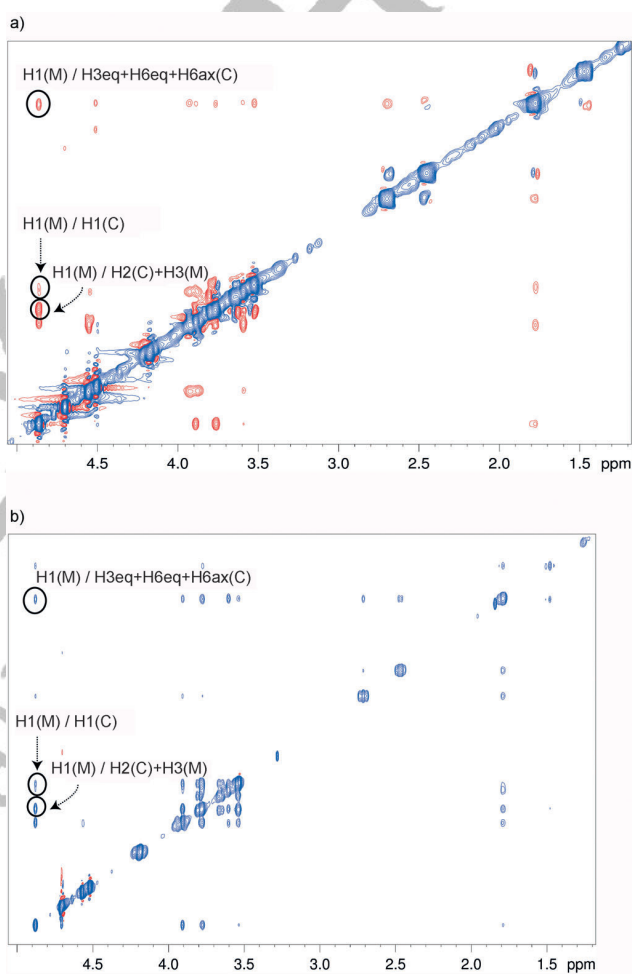 a)
H1(M) / H3eq+H6eq+H6ax(C)
H1(M) / H1(C)
H1(M) / H2(C)+H3(M)
4.5 4.0 3.5 3.0 2.5 2.0 1.5 ppm
b)
H1(M) / H3eq+H6eq+H6ax(C)
H1(M) / H1(C)
H1(M) / H2(C)+H3(M)
4.5 4.0 3.5 3.0 2.5 2.0 1.5 ppm